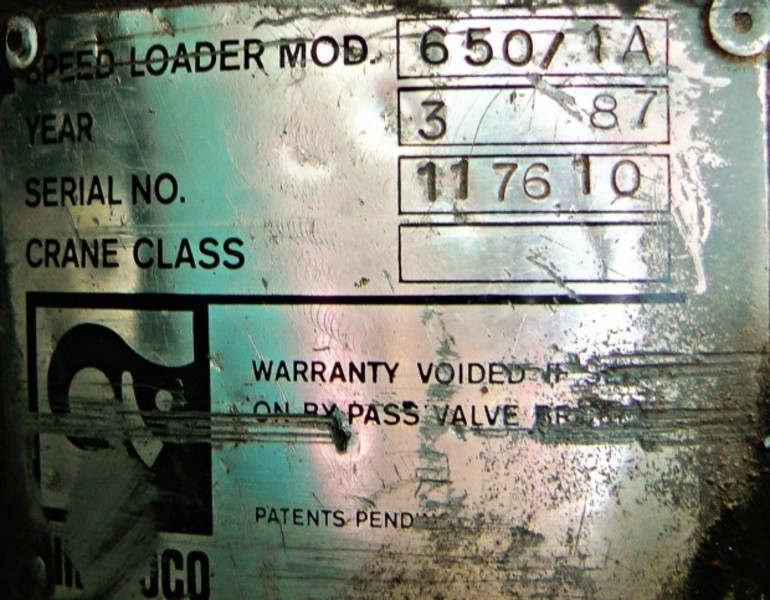 SPEED LOADER MOD. 650/1A
YEAR 3 87
SERIAL NO. 117610
CRANE CLASS
WARRANTY VOIDED IF
ON BY PASS VALVE
PATENTS